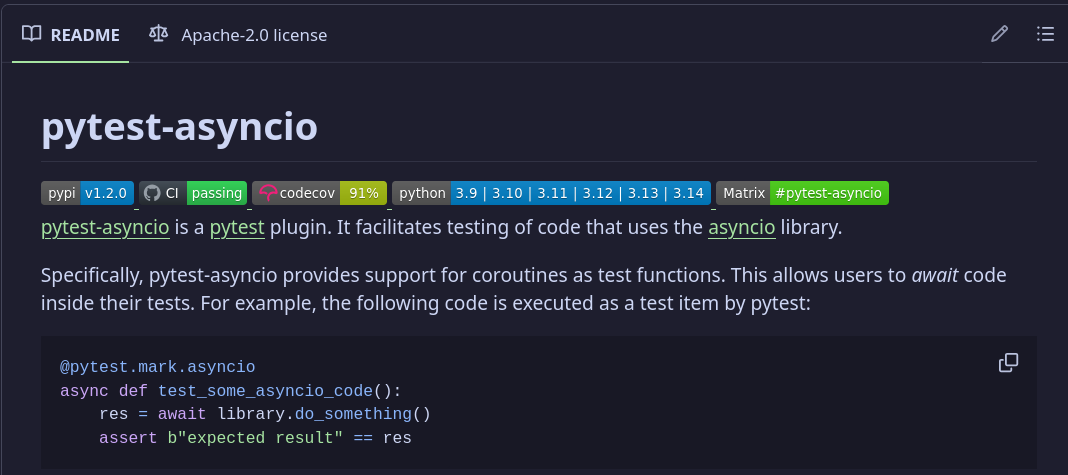 README Apache-2.0 license
pytest-asyncio
pypi v1.2.0 CI passing codecov 91% python 3.9 | 3.10 | 3.11 | 3.12 | 3.13 | 3.14 Matrix #pytest-asyncio
pytest-asyncio is a pytest plugin. It facilitates testing of code that uses the asyncio library.
Specifically, pytest-asyncio provides support for coroutines as test functions. This allows users to await code
inside their tests. For example, the following code is executed as a test item by pytest:
@pytest.mark.asyncio
async def test_some_asyncio_code():
    res = await library.do_something()
    assert b"expected result" == res